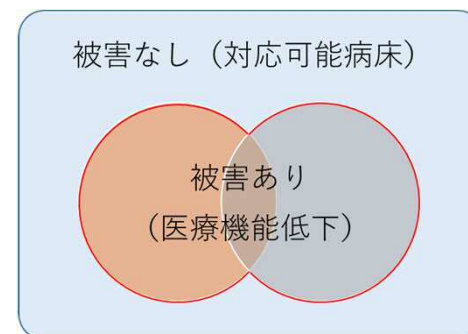 被害なし（対応可能病床）
被害あり
（医療機能低下）